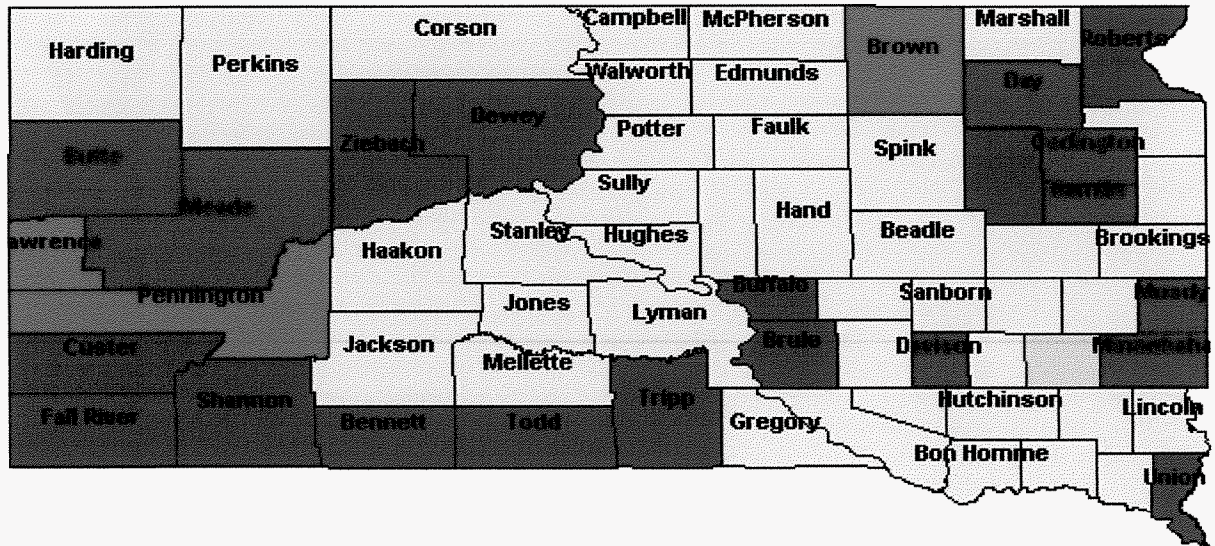 Campbell McPherson Marshall
Harding Corson Brown Roberts
Perkins
Walworth Edmunds Day
Dewey
Potter Faulk
Butte Ziebach Spink Codington
Sully Hamlin
Meade Hand
Lawrence Haakon Stanley Hughes Beadle Brookings
Pennington Jones Buffalo Sanborn Moody
Lyman
Custer Jackson Brule Davison Minnehaha
Mellette
Shannon Tripp Hutchinson
Fall River Bennett Todd Gregory Lincoln
Bon Homme
Union